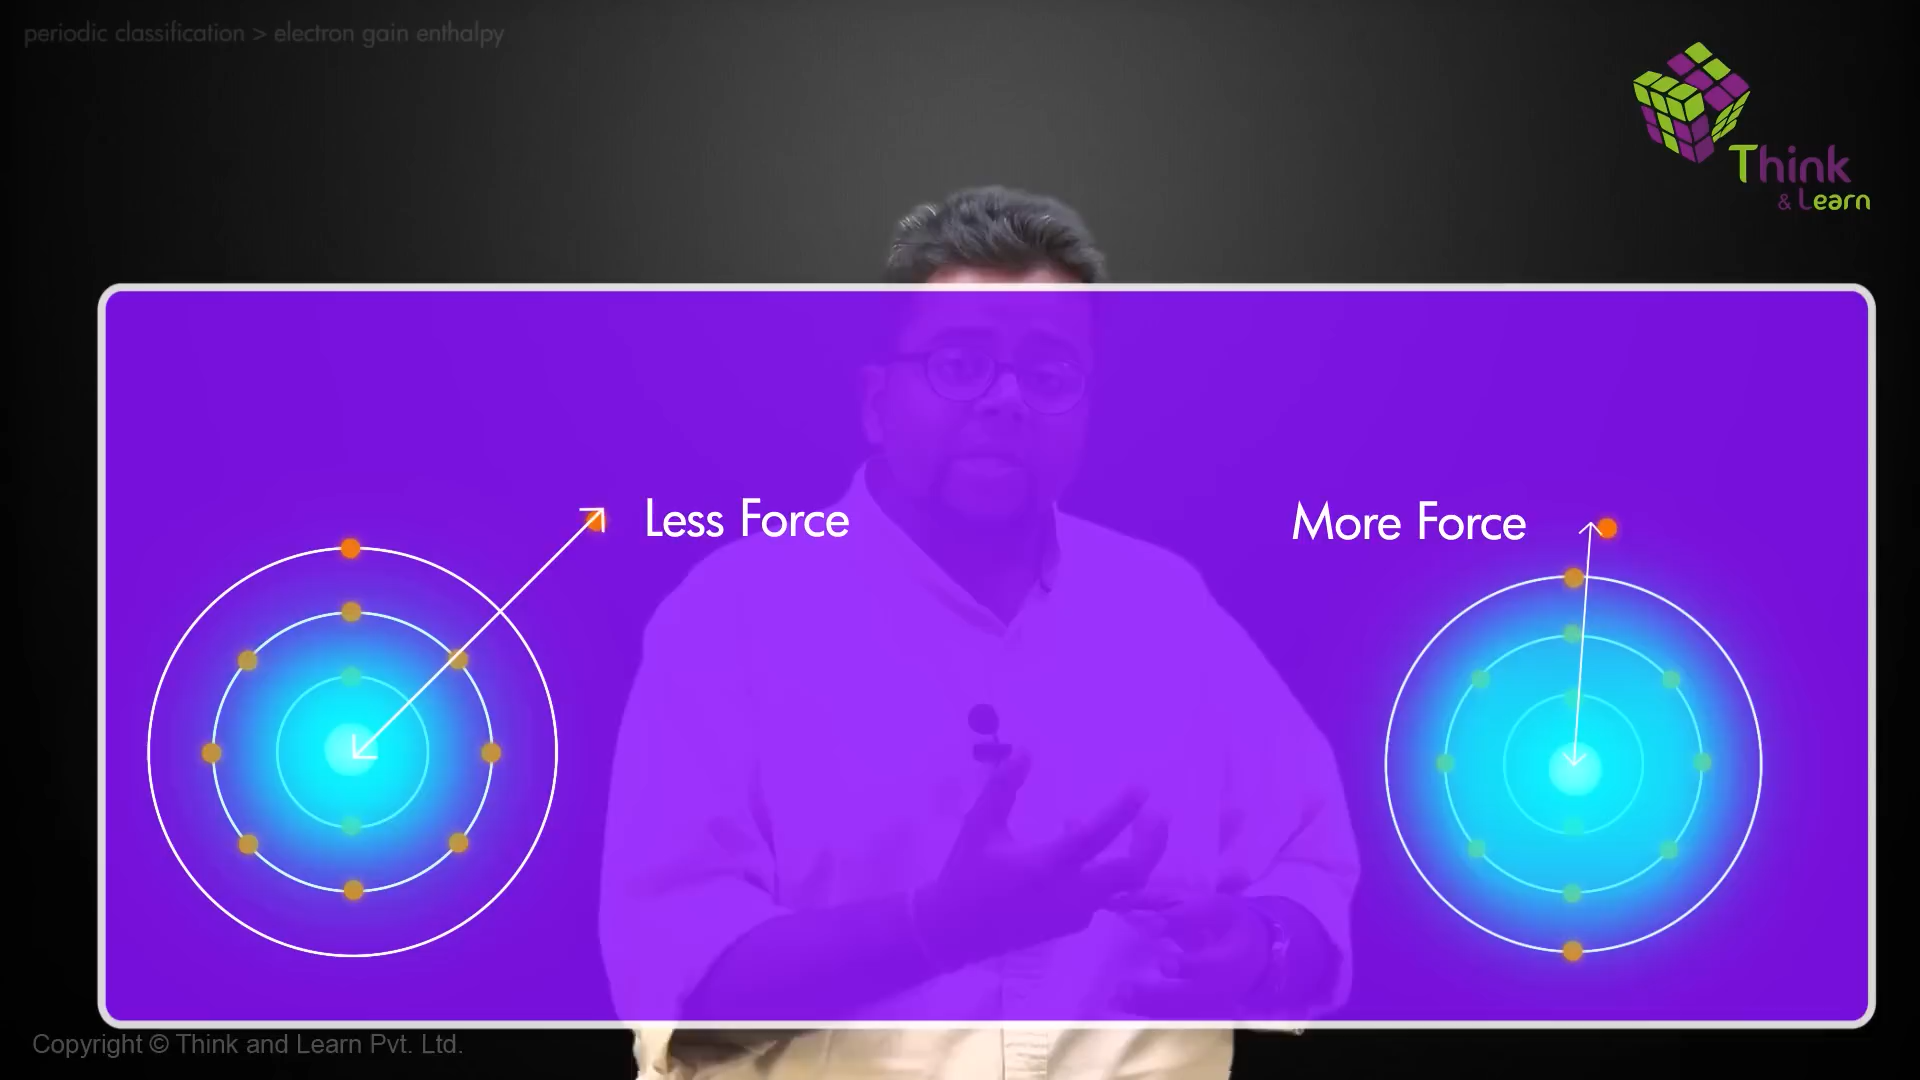 periodic classification > electron gain enthalpy
Think
& Learn
Less Force
More Force
Copyright © Think and Learn Pvt. Ltd.